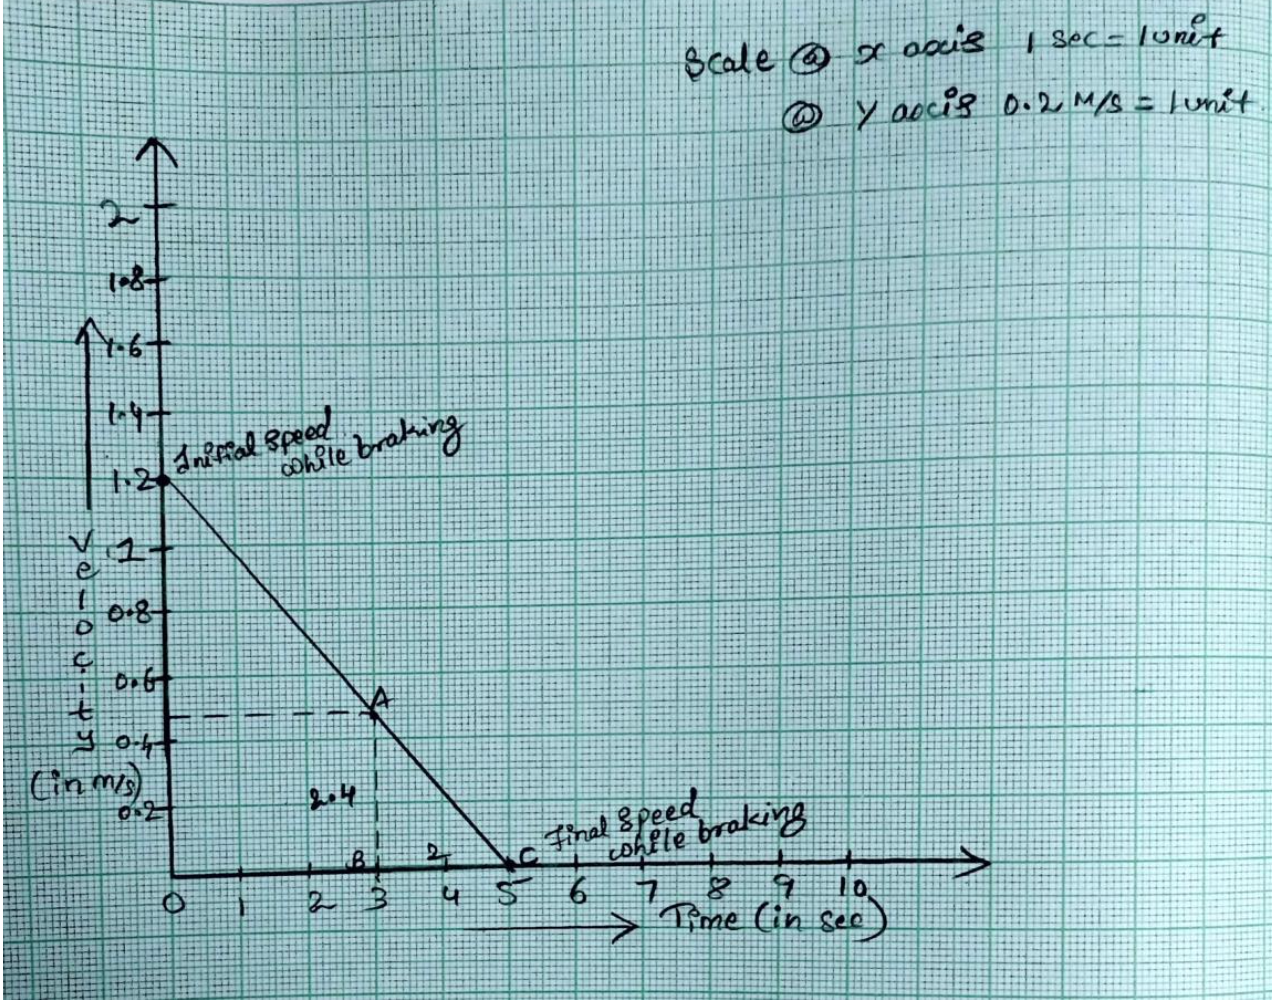 Scale @ x axis 1 sec = 1 unit
@ y axis 0.2 M/s = 1 unit
2
1.8
1.6
1.4
Initial speed
while braking
1.2
1
0.8
0.6
0.4
0.2
Velocity
(in m/s)
A
2.4
B
2
C
Final speed
while braking
0 1 2 3 4 5 6 7 8 9 10
Time (in sec)